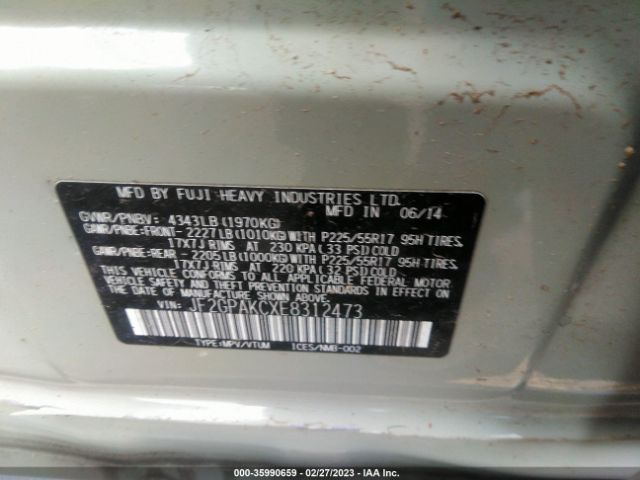 MFD BY FUJI HEAVY INDUSTRIES LTD.
GVWR/PNBV: 4343LB(1970KG) MFD IN 06/14
GAWR/PNBE:FRONT- 2227LB(1010KG)WITH P225/55R17 95H TIRES.
17X7J RIMS AT 230 KPA(33 PSI)COLD
GAWR/PNBE:REAR- 2205LB(1000KG)WITH P225/55R17 95H TIRES.
17X7J RIMS AT 220 KPA(32 PSI)COLD
THIS VEHICLE CONFORMS TO ALL APPLICABLE FEDERAL MOTOR
VEHICLE SAFETY AND THEFT PREVENTION STANDARDS IN EFFECT
ON THE DATE OF MANUFACTURE SHOWN ABOVE.
VIN: JF2GPAKCXE8312473
TYPE:MPV/VTUM ICES/NMB-002
000-35990659 / 02/27/2023 - IAA Inc.